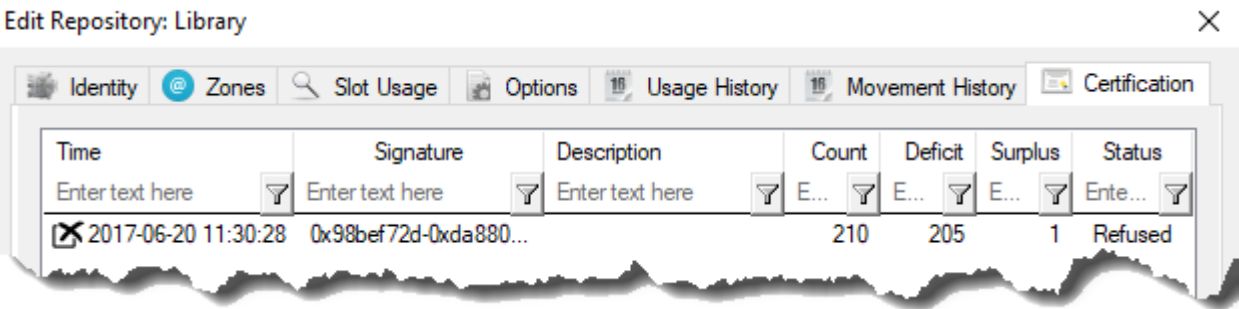 Edit Repository: Library
Identity Zones Slot Usage Options 16 Usage History 16 Movement History Certification
Time Signature Description Count Deficit Surplus Status
Enter text here Enter text here Enter text here E... E... E... Ente...
2017-06-20 11:30:28 0x98bef72d-0xda880... 210 205 1 Refused